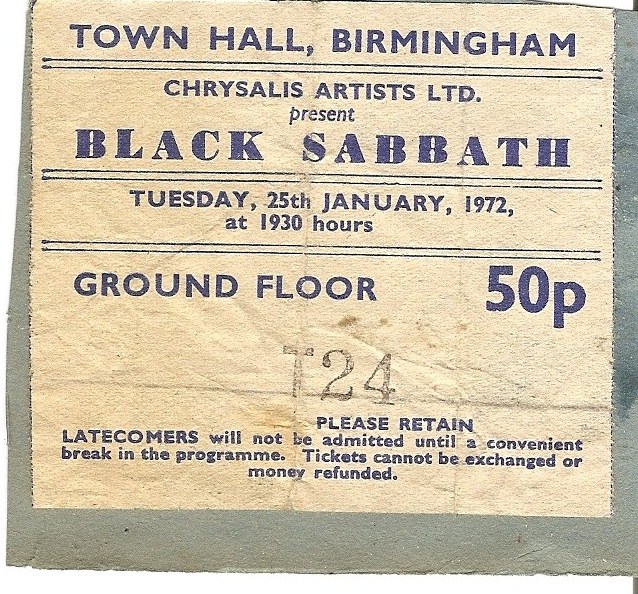 TOWN HALL, BIRMINGHAM
CHRYSALIS ARTISTS LTD.
present
BLACK SABBATH
TUESDAY, 25th JANUARY, 1972,
at 1930 hours
GROUND FLOOR 50p
T24
PLEASE RETAIN
LATECOMERS will not be admitted until a convenient
break in the programme. Tickets cannot be exchanged or
money refunded.